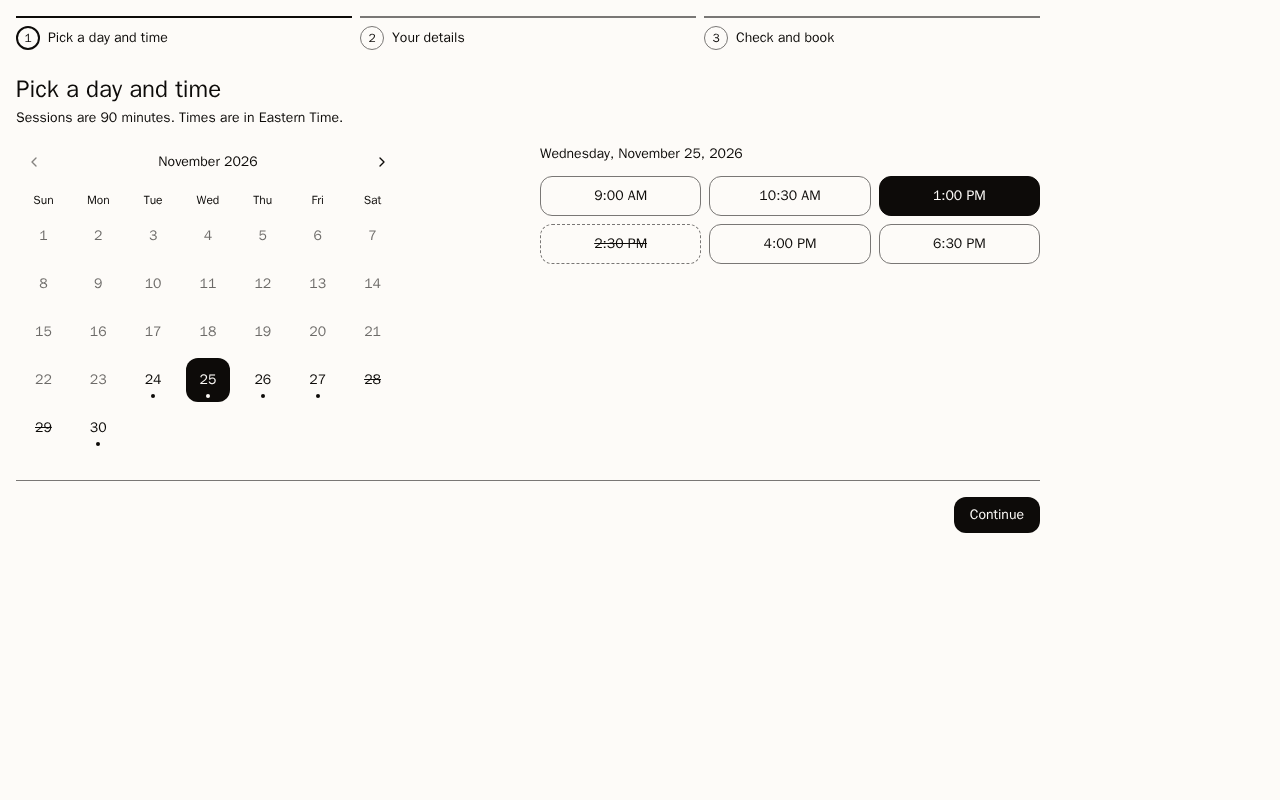 1 Pick a day and time
2 Your details
3 Check and book
Pick a day and time
Sessions are 90 minutes. Times are in Eastern Time.
November 2026
Sun Mon Tue Wed Thu Fri Sat
1 2 3 4 5 6 7
8 9 10 11 12 13 14
15 16 17 18 19 20 21
22 23 24 25 26 27 28
29 30
Wednesday, November 25, 2026
9:00 AM 10:30 AM 1:00 PM
2:30 PM 4:00 PM 6:30 PM
Continue